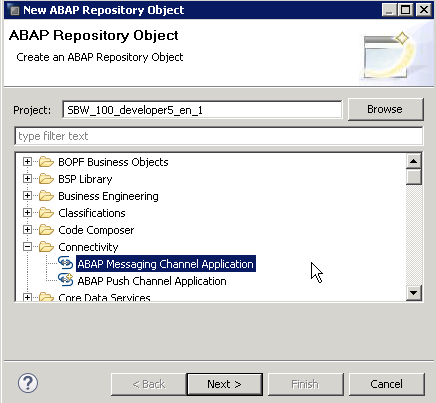 New ABAP Repository Object
ABAP Repository Object
Create an ABAP Repository Object
Project: SBW_100_developer5_en_1 Browse
type filter text
BOPF Business Objects
BSP Library
Business Engineering
Classifications
Code Composer
Connectivity
ABAP Messaging Channel Application
ABAP Push Channel Application
Core Data Services
? < Back Next > Finish Cancel